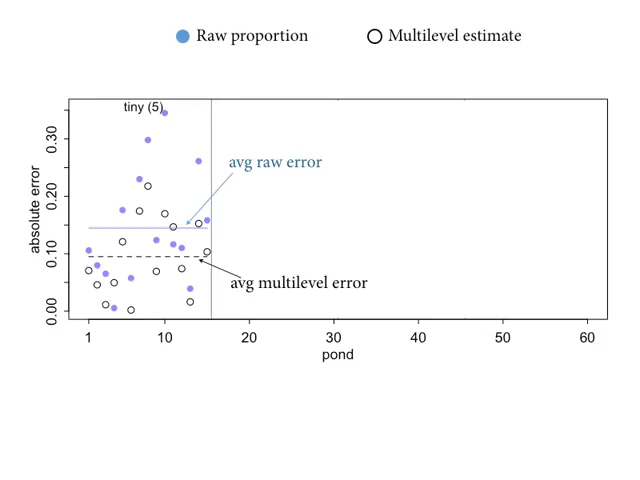 Raw proportion
Multilevel estimate
tiny (5)
avg raw error
avg multilevel error
absolute error
0.00
0.10
0.20
0.30
1
10
20
30
40
50
60
pond